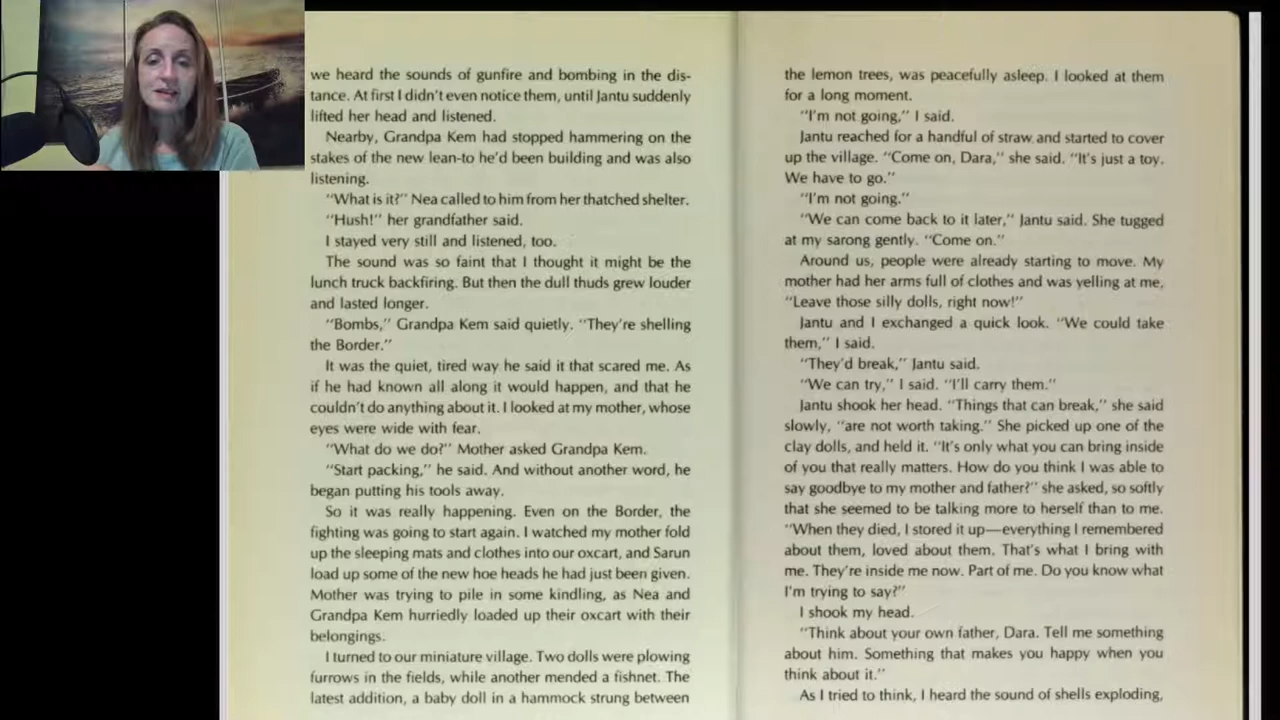 we heard the sounds of gunfire and bombing in the dis-
tance. At first I didn't even notice them, until Jantu suddenly
lifted her head and listened.
Nearby, Grandpa Kem had stopped hammering on the
stakes of the new lean-to he'd been building and was also
listening.
"What is it?" Nea called to him from her thatched shelter.
"Hush!" her grandfather said.
I stayed very still and listened, too.
The sound was so faint that I thought it might be the
lunch truck backfiring. But then the dull thuds grew louder
and lasted longer.
"Bombs," Grandpa Kem said quietly. "They're shelling
the Border."
It was the quiet, tired way he said it that scared me. As
if he had known all along it would happen, and that he
couldn't do anything about it. I looked at my mother, whose
eyes were wide with fear.
"What do we do?" Mother asked Grandpa Kem.
"Start packing," he said. And without another word, he
began putting his tools away.
So it was really happening. Even on the Border, the
fighting was going to start again. I watched my mother fold
up the sleeping mats and clothes into our oxcart, and Sarun
load up some of the new hoe heads he had just been given.
Mother was trying to pile in some kindling, as Nea and
Grandpa Kem hurriedly loaded up their oxcart with their
belongings.
I turned to our miniature village. Two dolls were plowing
furrows in the fields, while another mended a fishnet. The
latest addition, a baby doll in a hammock strung between
the lemon trees, was peacefully asleep. I looked at them
for a long moment.
"I'm not going," I said.
Jantu reached for a handful of straw and started to cover
up the village. "Come on, Dara," she said. "It's just a toy.
We have to go."
"I'm not going."
"We can come back to it later," Jantu said. She tugged
at my sarong gently. "Come on."
Around us, people were already starting to move. My
mother had her arms full of clothes and was yelling at me,
"Leave those silly dolls, right now!"
Jantu and I exchanged a quick look. "We could take
them," I said.
"They'd break," Jantu said.
"We can try," I said. "I'll carry them."
Jantu shook her head. "Things that can break," she said
slowly, "are not worth taking." She picked up one of the
clay dolls, and held it. "It's only what you can bring inside
of you that really matters. How do you think I was able to
say goodbye to my mother and father?" she asked, so softly
that she seemed to be talking more to herself than to me.
"When they died, I stored it up—everything I remembered
about them, loved about them. That's what I bring with
me. They're inside me now. Part of me. Do you know what
I'm trying to say?"
I shook my head.
"Think about your own father, Dara. Tell me something
about him. Something that makes you happy when you
think about it."
As I tried to think, I heard the sound of shells exploding,